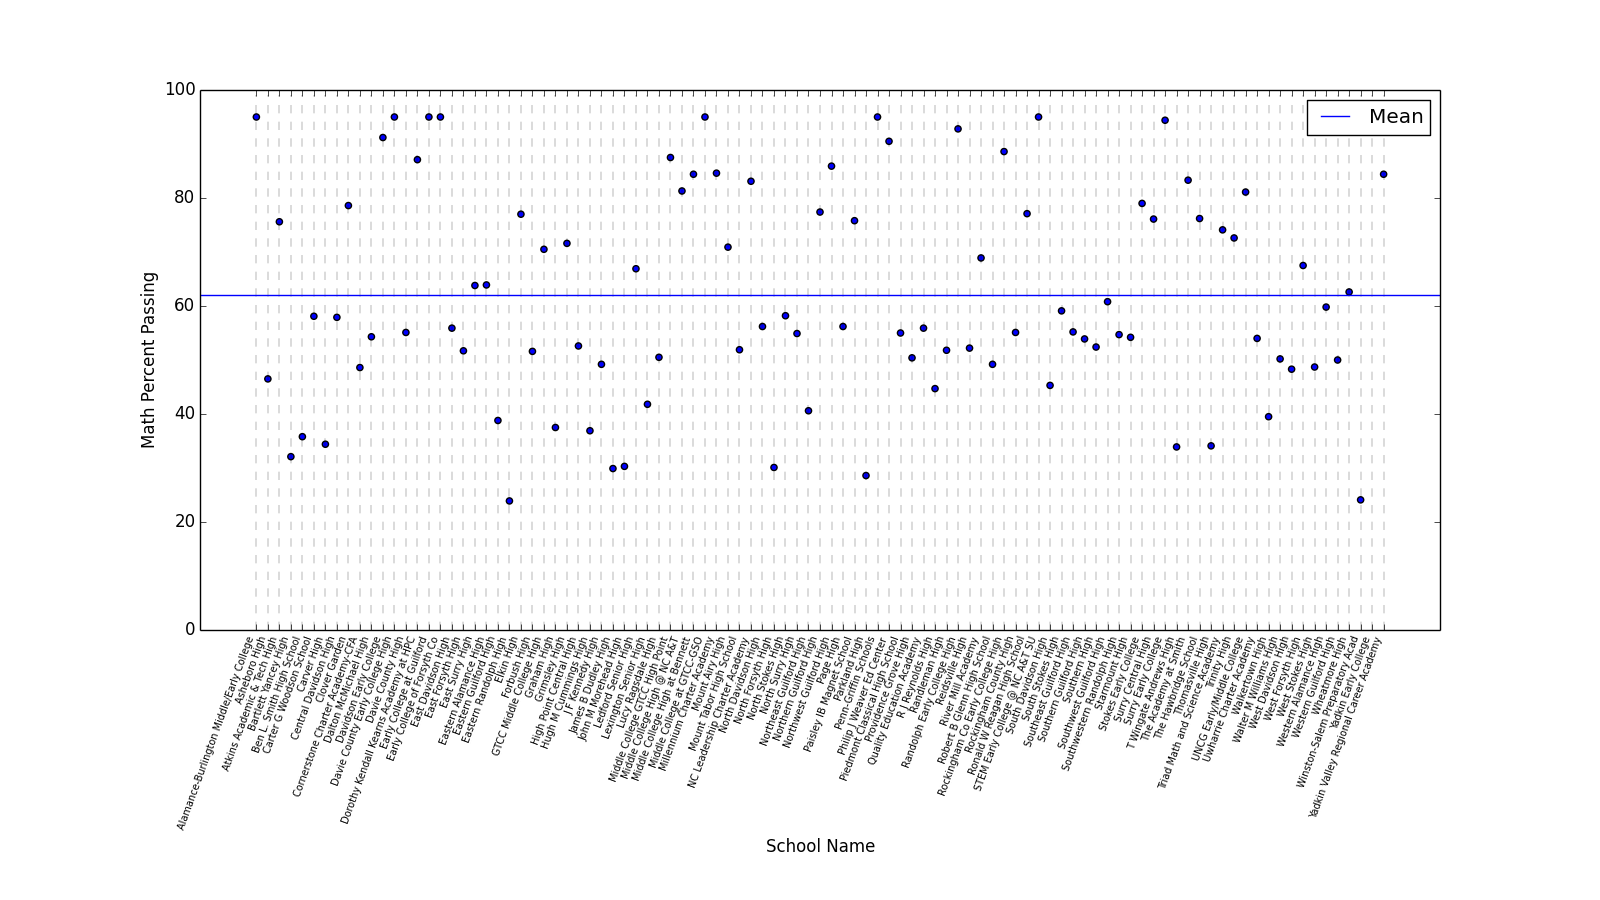 100
80
60
40
20
0
Math Percent Passing
Mean
Alamance-Burlington Middle/Early College
Asheboro High
Atkins Academic & Tech High
Bartlett Yancey High
Ben L Smith High School
Carter G Woodson School
Carver High
Central Davidson High
Clover Garden
Cornerstone Charter Academy-CFA
Dalton McMichael High
Davidson Early College
Davie County Early College High
Davie County High
Dorothy Kendall Kearns Academy at HPC
Early College at Guilford
Early College of Forsyth Co
East Davidson High
East Forsyth High
East Surry High
Eastern Alamance High
Eastern Guilford High
Eastern Randolph High
Elkin High
Forbush High
GTCC Middle College High
Graham High
Grimsley High
High Point Central High
Hugh M Cummings High
J F Kennedy High
James B Dudley High
John M Morehead High
Ledford Senior High
Lexington Senior High
Lucy Ragsdale High
Middle College GTCC High Point
Middle College High @ NC A&T
Middle College High at Bennett
Middle College at GTCC-GSO
Millennium Charter Academy
Mount Airy High
Mount Tabor High School
NC Leadership Charter Academy
North Davidson High
North Forsyth High
North Stokes High
North Surry High
Northeast Guilford High
Northern Guilford High
Northwest Guilford High
Page High
Paisley IB Magnet School
Parkland High
Penn-Griffin Schools
Philip J Weaver Ed Center
Piedmont Classical High School
Providence Grove High
Quality Education Academy
R J Reynolds High
Randleman High
Randolph Early College High
Reidsville High
River Mill Academy
Robert B Glenn High School
Rockingham Co Early College High
Rockingham County High
Ronald W Reagan High School
STEM Early College @ NC A&T SU
South Davidson High
South Stokes High
Southeast Guilford High
Southern Guilford High
Southern High
Southwest Guilford High
Southwestern Randolph High
Starmount High
Stokes Early College
Surry Central High
Surry Early College
T Wingate Andrews High
The Academy at Smith
The Hawbridge School
Thomasville High
Triad Math and Science Academy
Trinity High
UNCG Early/Middle College
Uwharrie Charter Academy
Walkertown High
Walter M Williams High
West Davidson High
West Forsyth High
West Stokes High
Western Alamance High
Western Guilford High
Wheatmore High
Winston-Salem Preparatory Acad
Yadkin Early College
Yadkin Valley Regional Career Academy
School Name